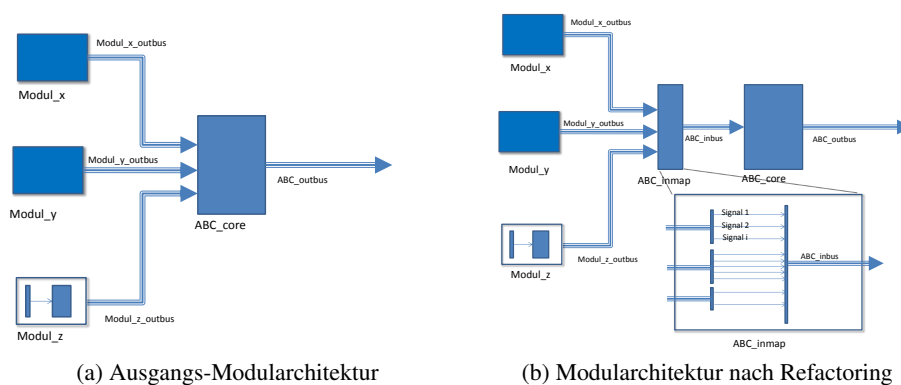 Modul_x_outbus
Modul_x
Modul_y_outbus
Modul_y
ABC_outbus
ABC_core
Modul_z_outbus
Modul_z
(a) Ausgangs-Modularchitektur
Modul_x_outbus
Modul_x
Modul_y_outbus
Modul_y
ABC_inbus
ABC_outbus
ABC_inmap
ABC_core
Modul_z_outbus
Modul_z
Signal 1
Signal 2
Signal i
ABC_inbus
ABC_inmap
(b) Modularchitektur nach Refactoring